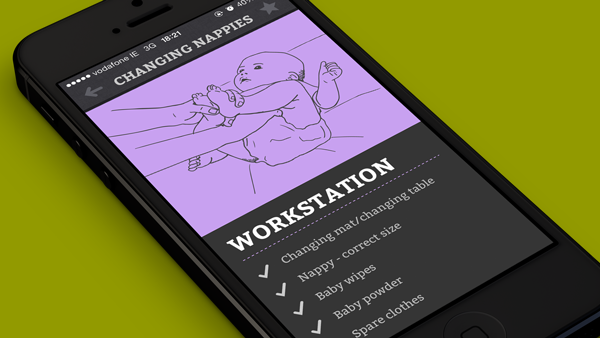 vodafone IE 3G 18:21 40%
CHANGING NAPPIES
WORKSTATION
Changing mat/changing table
Nappy - correct size
Baby wipes
Baby powder
Spare clothes